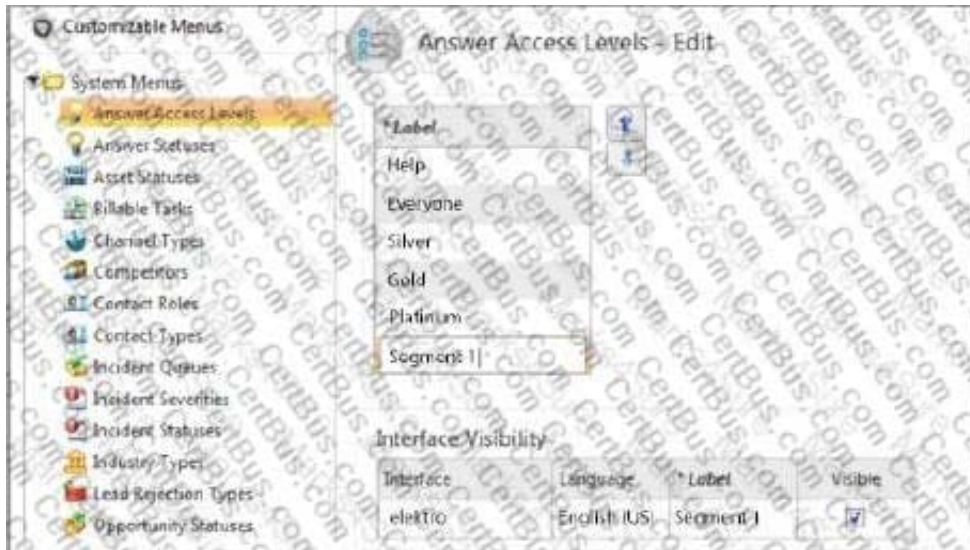 Customizable Menus
System Menus
Answer Access Levels
Answer Statuses
Asset Statuses
Billable Tasks
Channel Types
Competitors
Contact Roles
Contact Types
Incident Queues
Incident Severities
Incident Statuses
Industry Types
Lead Rejection Types
Opportunity Statuses
Answer Access Levels - Edit
*Label
Help
Everyone
Silver
Gold
Platinum
Segment 1
Interface Visibility
Interface Language * Label Visible
elektro English (US) Segment 1
CertBus.com